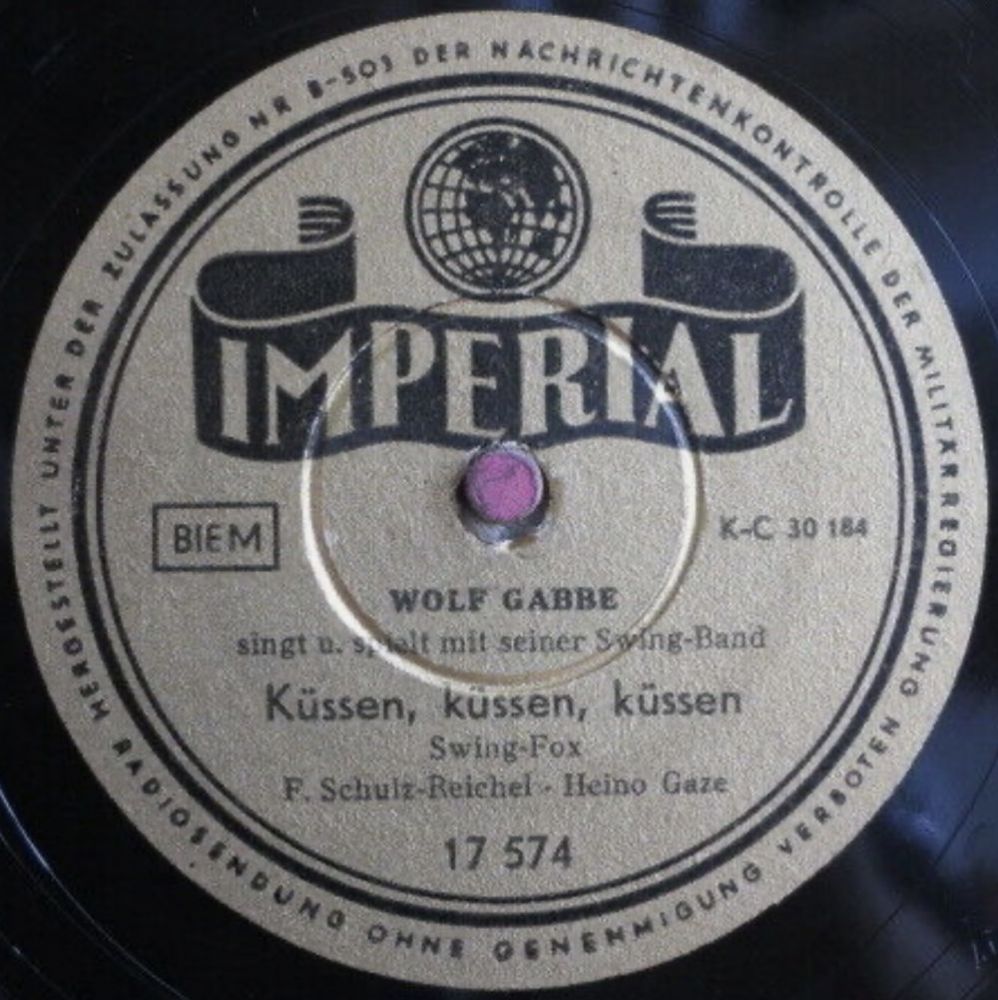 HERGESTELLT UNTER DER ZULASSUNG NR B-503 DER NACHRICHTENKONTROLLE DER MILITÄRREGIERUNG
IMPERIAL
BIEM
K-C 30 184
WOLF GABBE
singt u. spielt mit seiner Swing-Band
Küssen, küssen, küssen
Swing-Fox
F. Schulz-Reichel - Heino Gaze
17 574
RADIOSENDUNG OHNE GENEHMIGUNG VERBOTEN